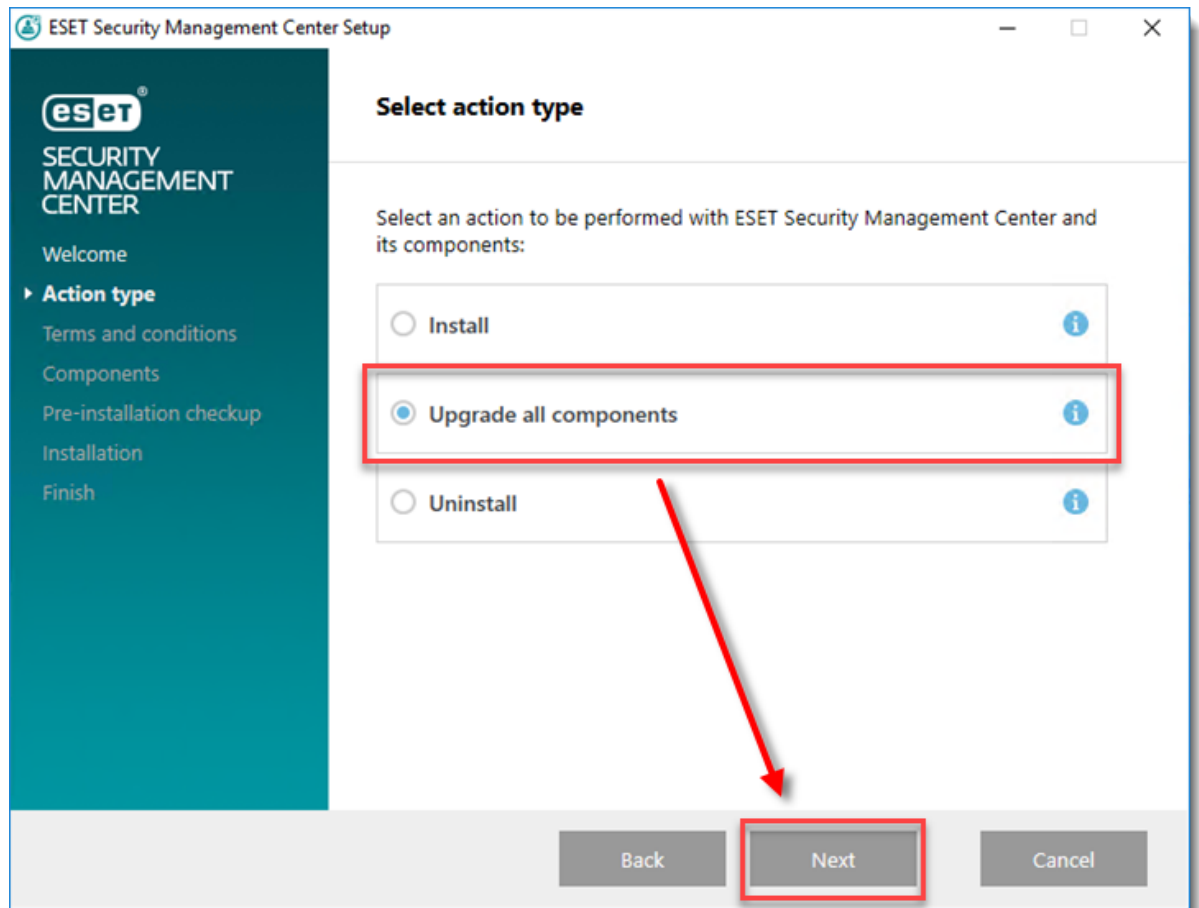 ESET Security Management Center Setup
eset®
SECURITY
MANAGEMENT
CENTER
Welcome
Action type
Terms and conditions
Components
Pre-installation checkup
Installation
Finish
Select action type
Select an action to be performed with ESET Security Management Center and
its components:
Install
Upgrade all components
Uninstall
Back
Next
Cancel